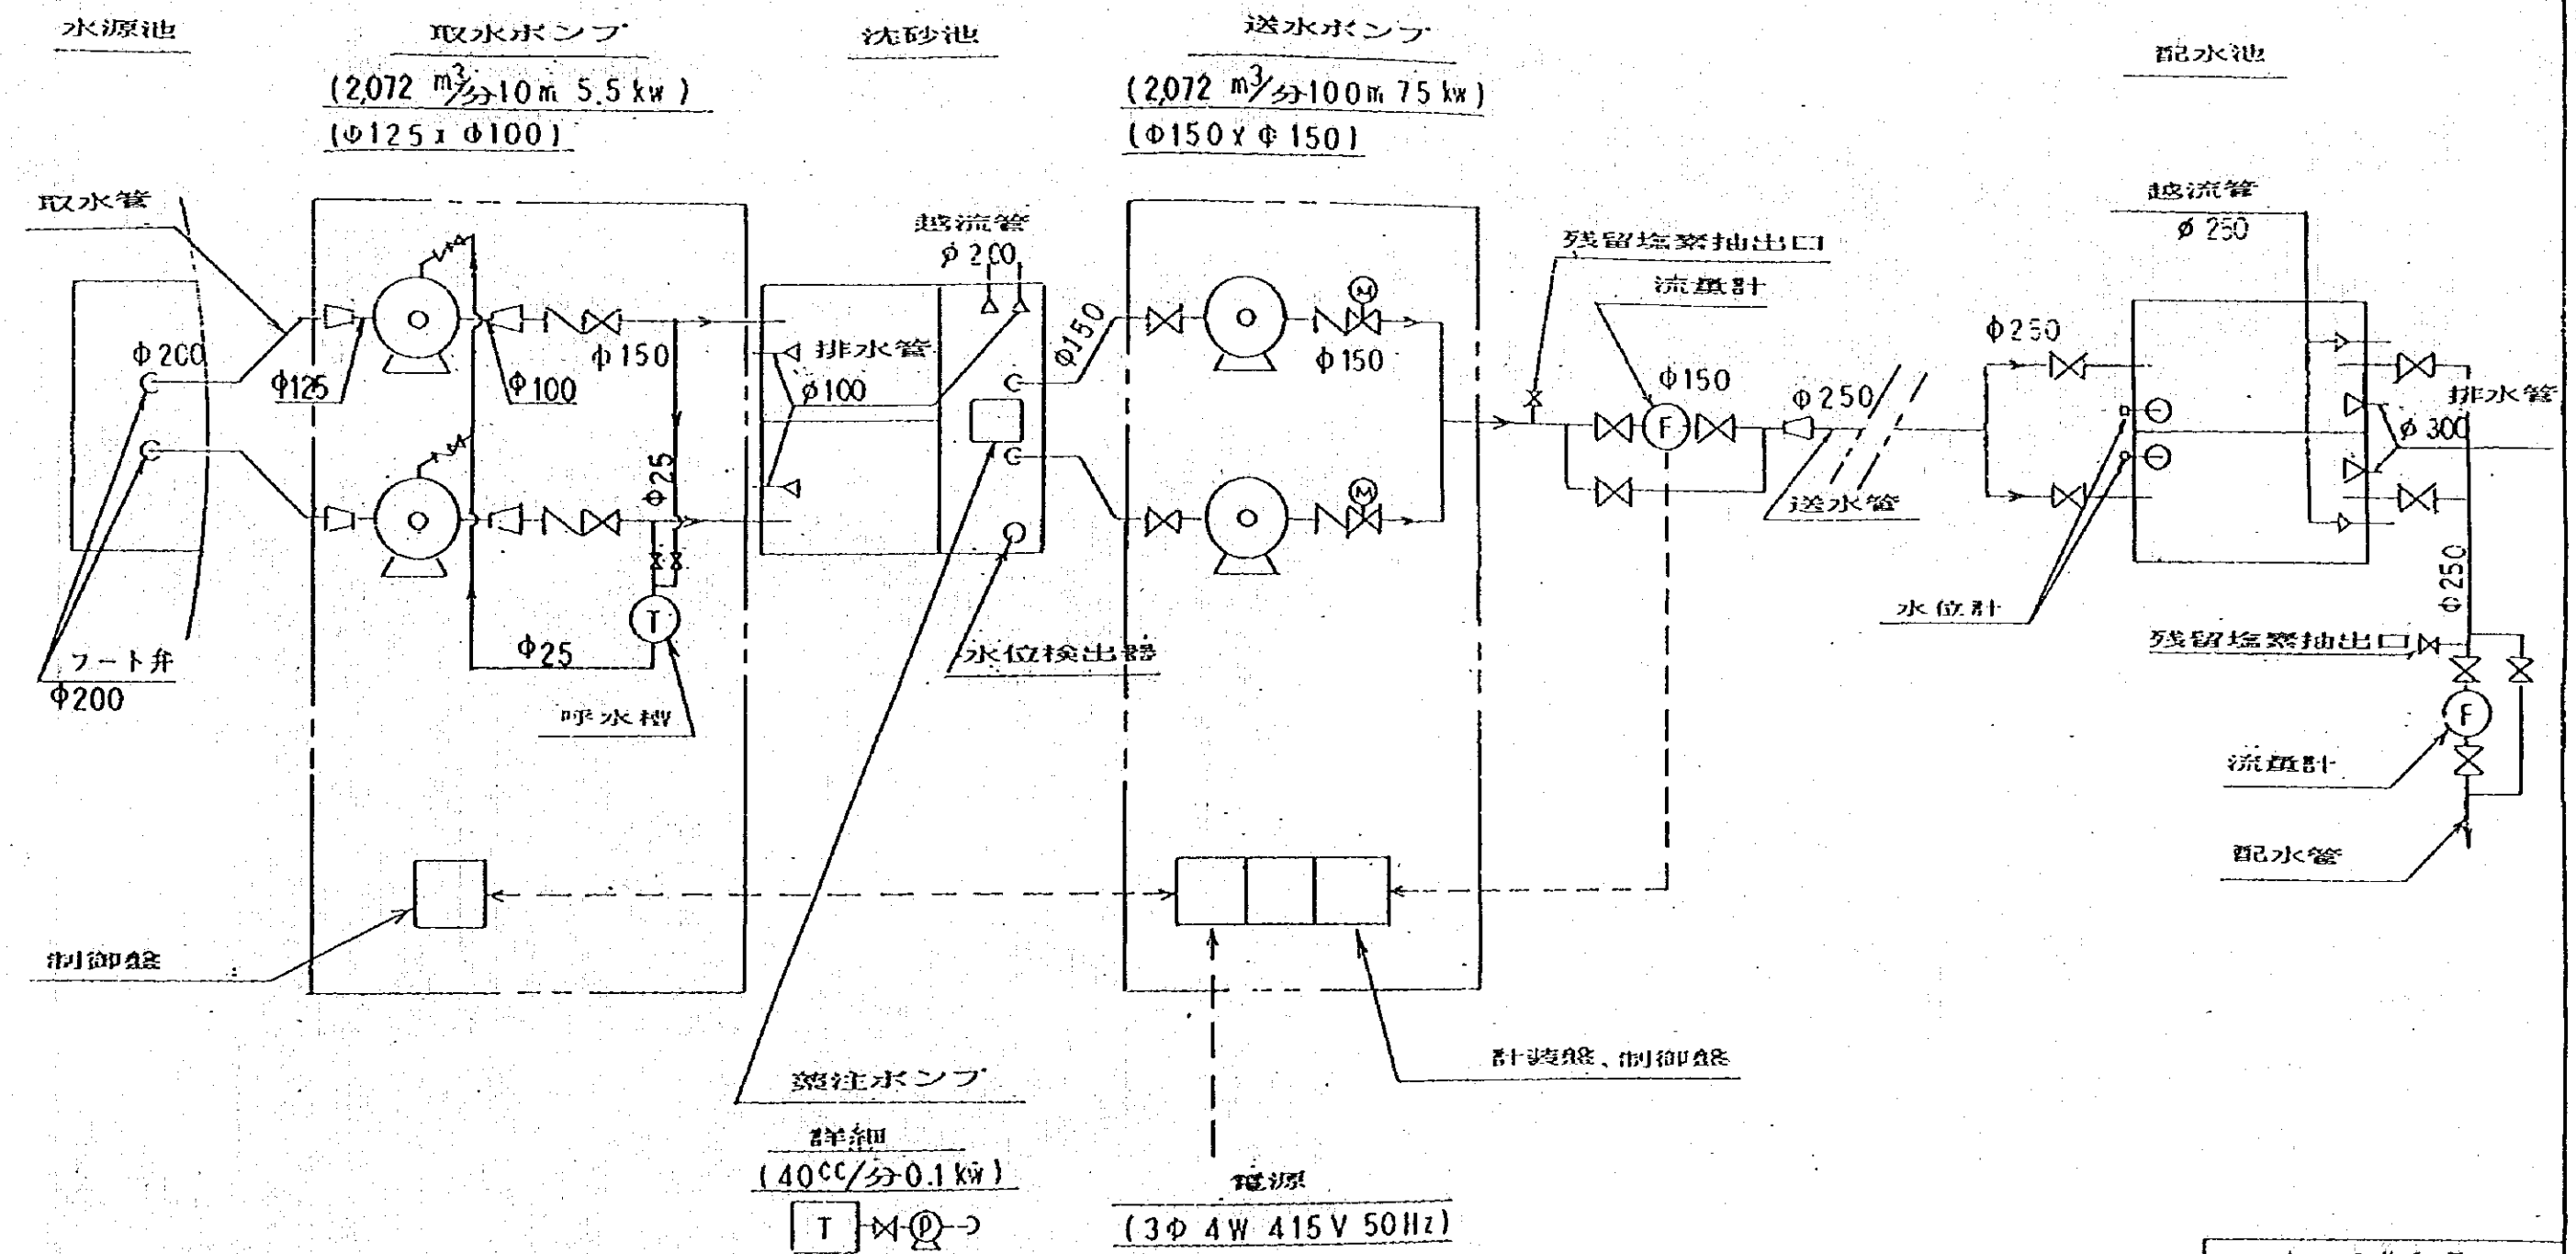 水源池
取水ポンプ
(2,072 m³/分 10m 5.5 kw)
(Φ125 x Φ100)
沈砂池
送水ポンプ
(2,072 m³/分 100m 75 kw)
(Φ150 x Φ150)
配水池
取水管
越流管
φ200
残留塩素抽出口
流量計
越流管
φ250
Φ200
Φ125
Φ100
Φ150
排水管
φ100
Φ150
Φ150
Φ150
Φ250
Φ250
排水管
φ300
Φ25
送水管
水位計
Φ250
フート弁
Φ200
Φ25
T
呼水槽
水位検出器
M
M
F
残留塩素抽出口
F
流量計
配水管
制御盤
計装盤、制御盤
薬注ポンプ
詳細
(40cc/分 0.1 kw)
T
P
電源
(3Φ 4W 415V 50Hz)